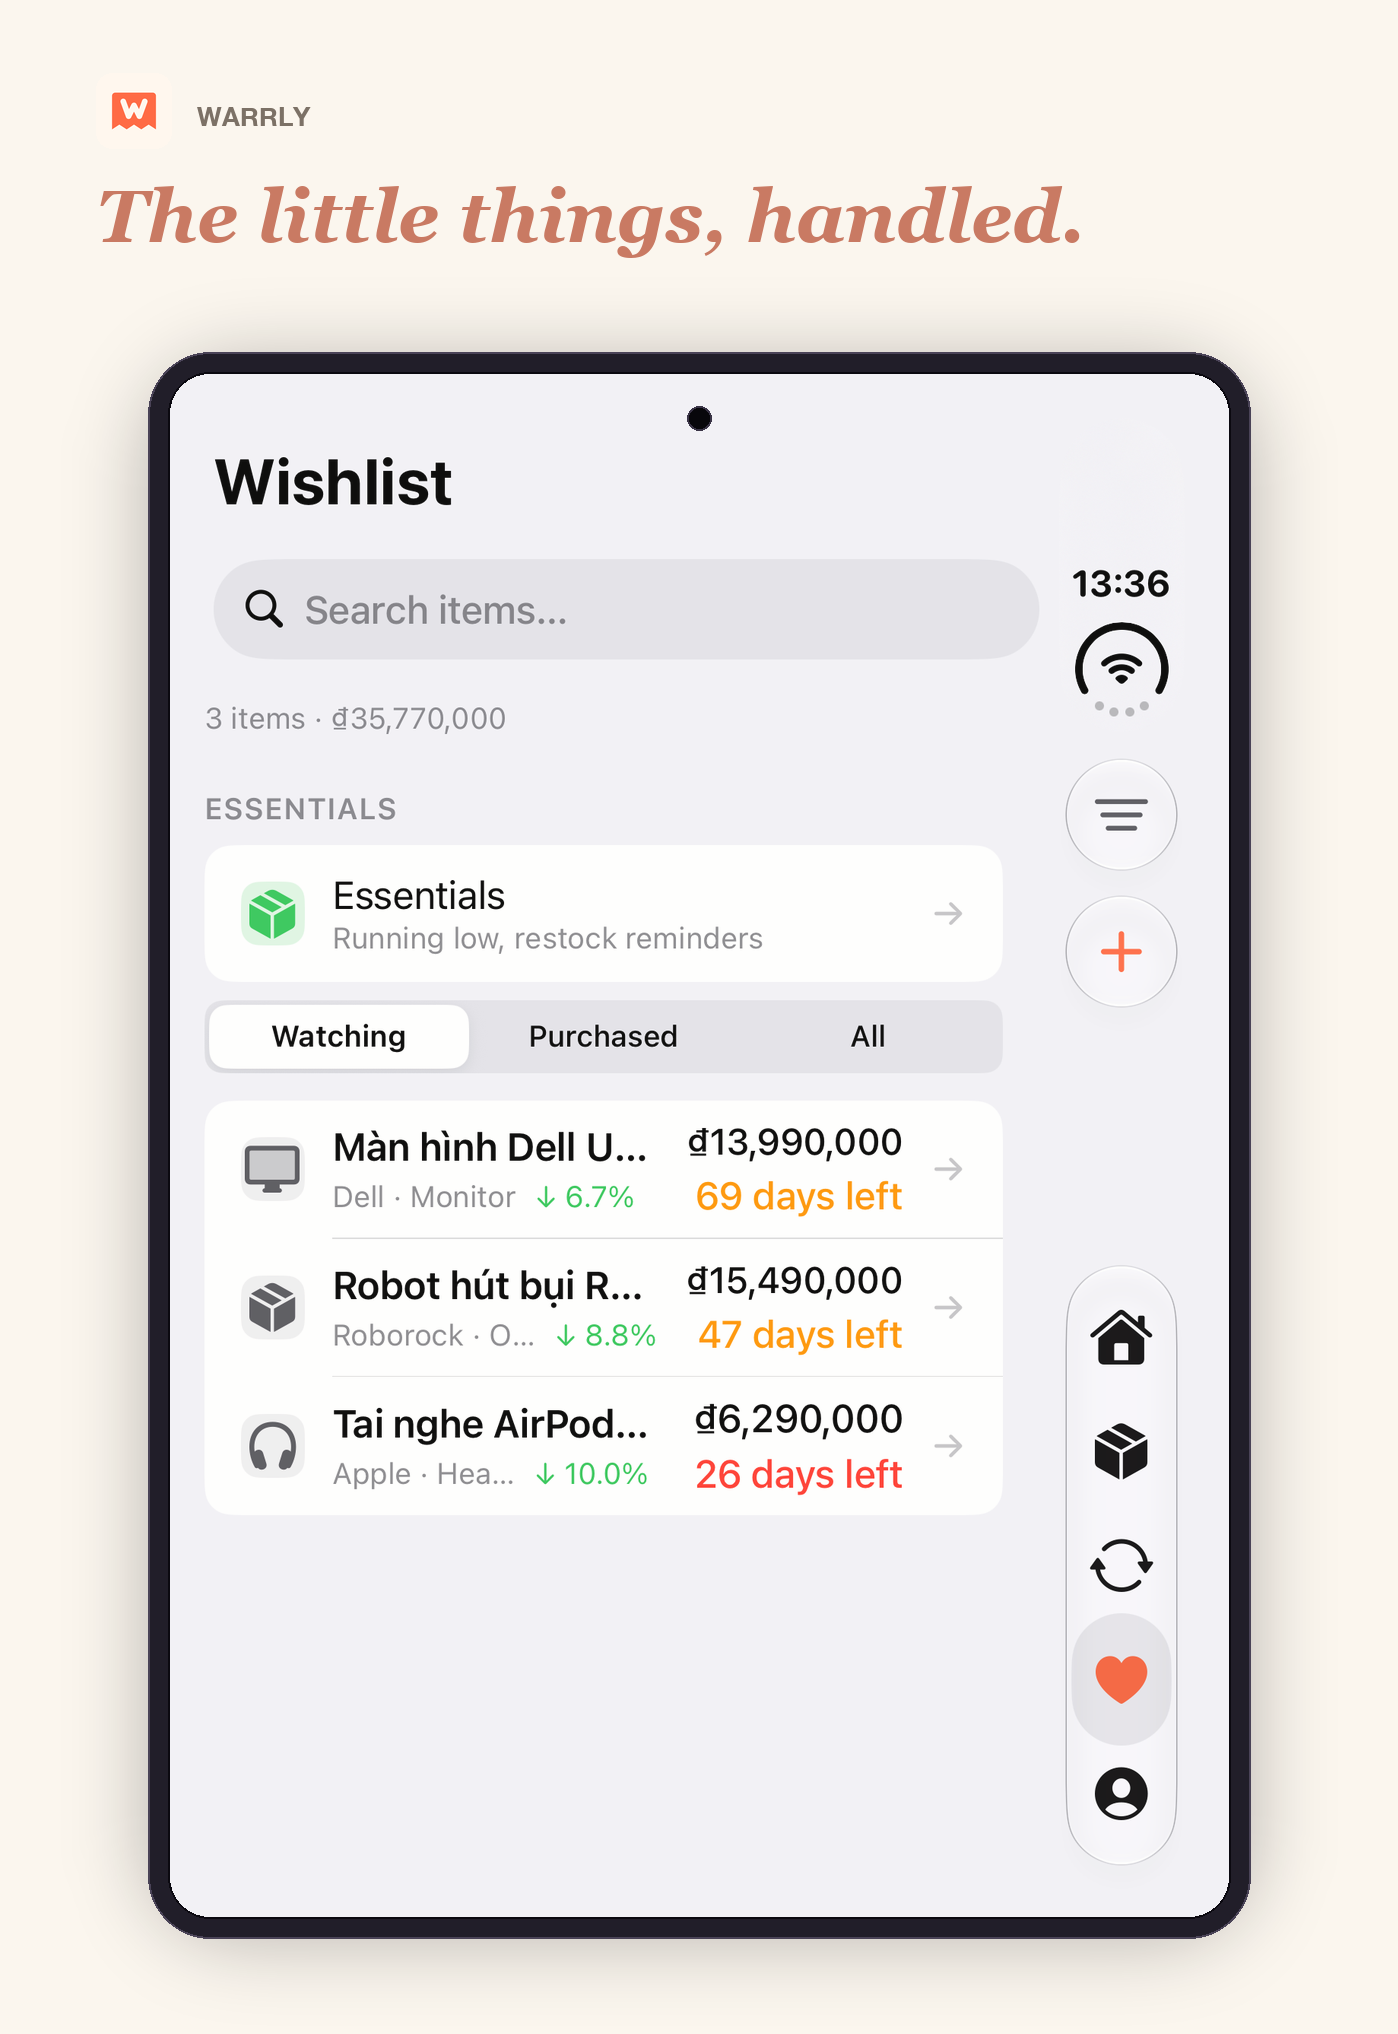 WARRLY
The little things, handled.
Wishlist
13:36
Search items...
3 items · ₫35,770,000
ESSENTIALS
Essentials
Running low, restock reminders
Watching Purchased All
Màn hình Dell U... ₫13,990,000
Dell · Monitor ↓ 6.7% 69 days left
Robot hút bụi R... ₫15,490,000
Roborock · O... ↓ 8.8% 47 days left
Tai nghe AirPod... ₫6,290,000
Apple · Hea... ↓ 10.0% 26 days left